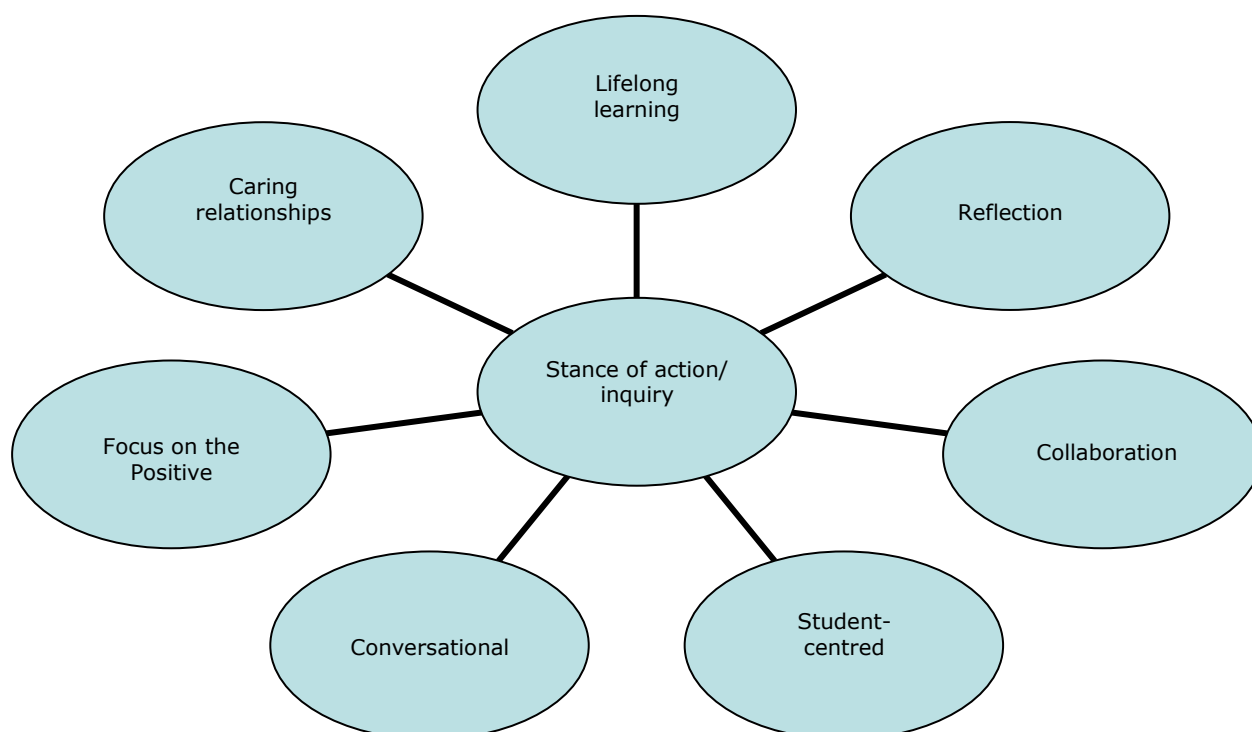 Lifelong
learning
Caring
relationships
Reflection
Stance of action/
inquiry
Focus on the
Positive
Collaboration
Conversational
Student-
centred